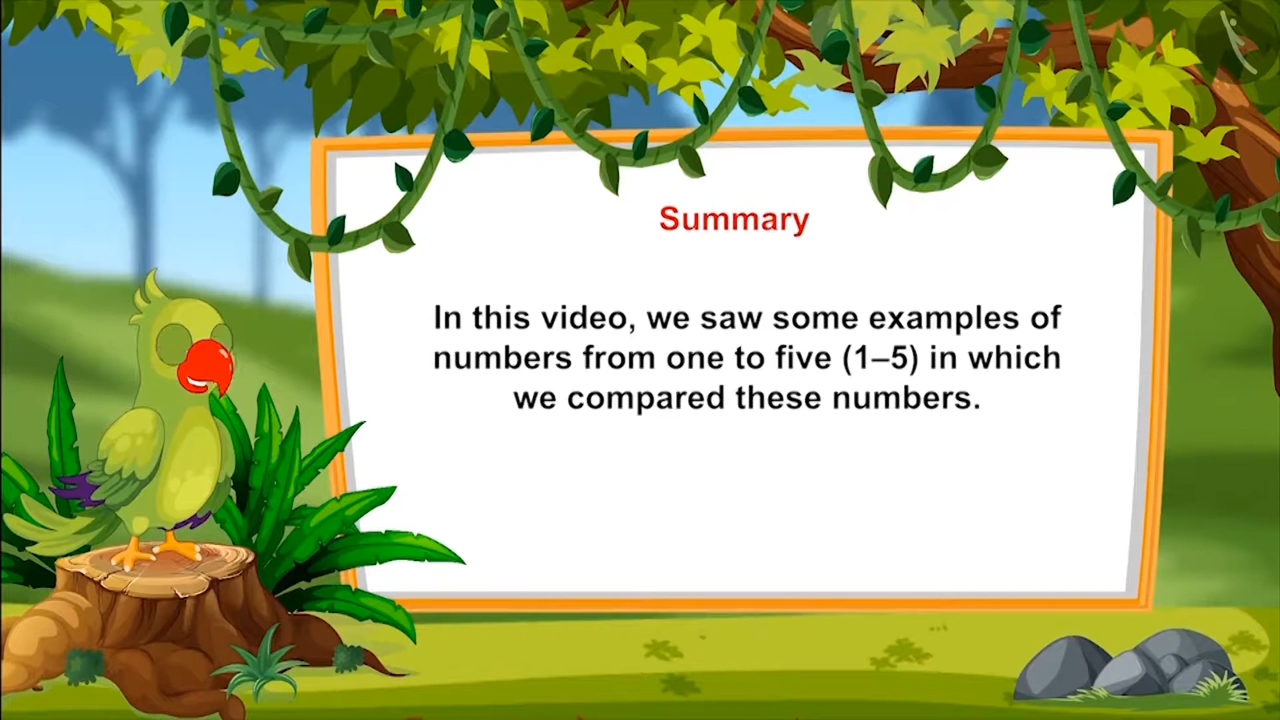 Summary
In this video, we saw some examples of
numbers from one to five (1–5) in which
we compared these numbers.